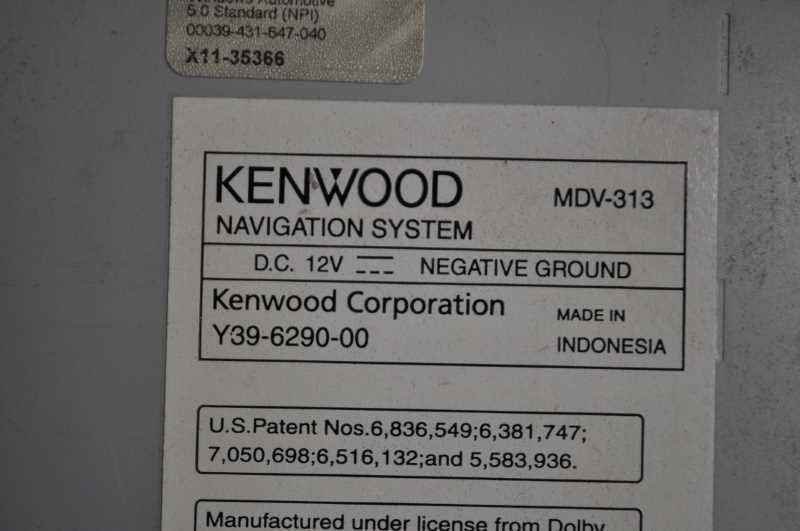 Windows Automotive
5.0 Standard (NPI)
00039-431-647-040
X11-35366
KENWOOD MDV-313
NAVIGATION SYSTEM
D.C. 12V NEGATIVE GROUND
Kenwood Corporation MADE IN
Y39-6290-00 INDONESIA
U.S.Patent Nos.6,836,549;6,381,747;
7,050,698;6,516,132;and 5,583,936.
Manufactured under license from Dolby